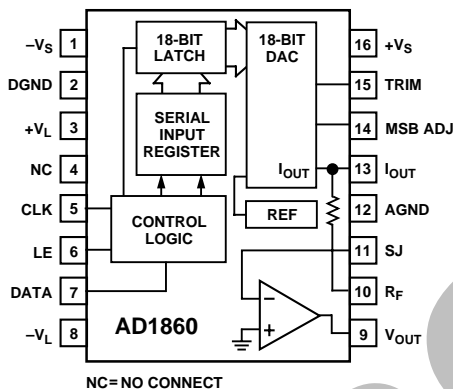 –VS 1
DGND 2
+VL 3
NC 4
CLK 5
LE 6
DATA 7
–VL 8
18-BIT
LATCH
SERIAL
INPUT
REGISTER
CONTROL
LOGIC
18-BIT
DAC
IOUT
REF
–
+
AD1860
16 +VS
15 TRIM
14 MSB ADJ
13 IOUT
12 AGND
11 SJ
10 RF
9 VOUT
NC= NO CONNECT